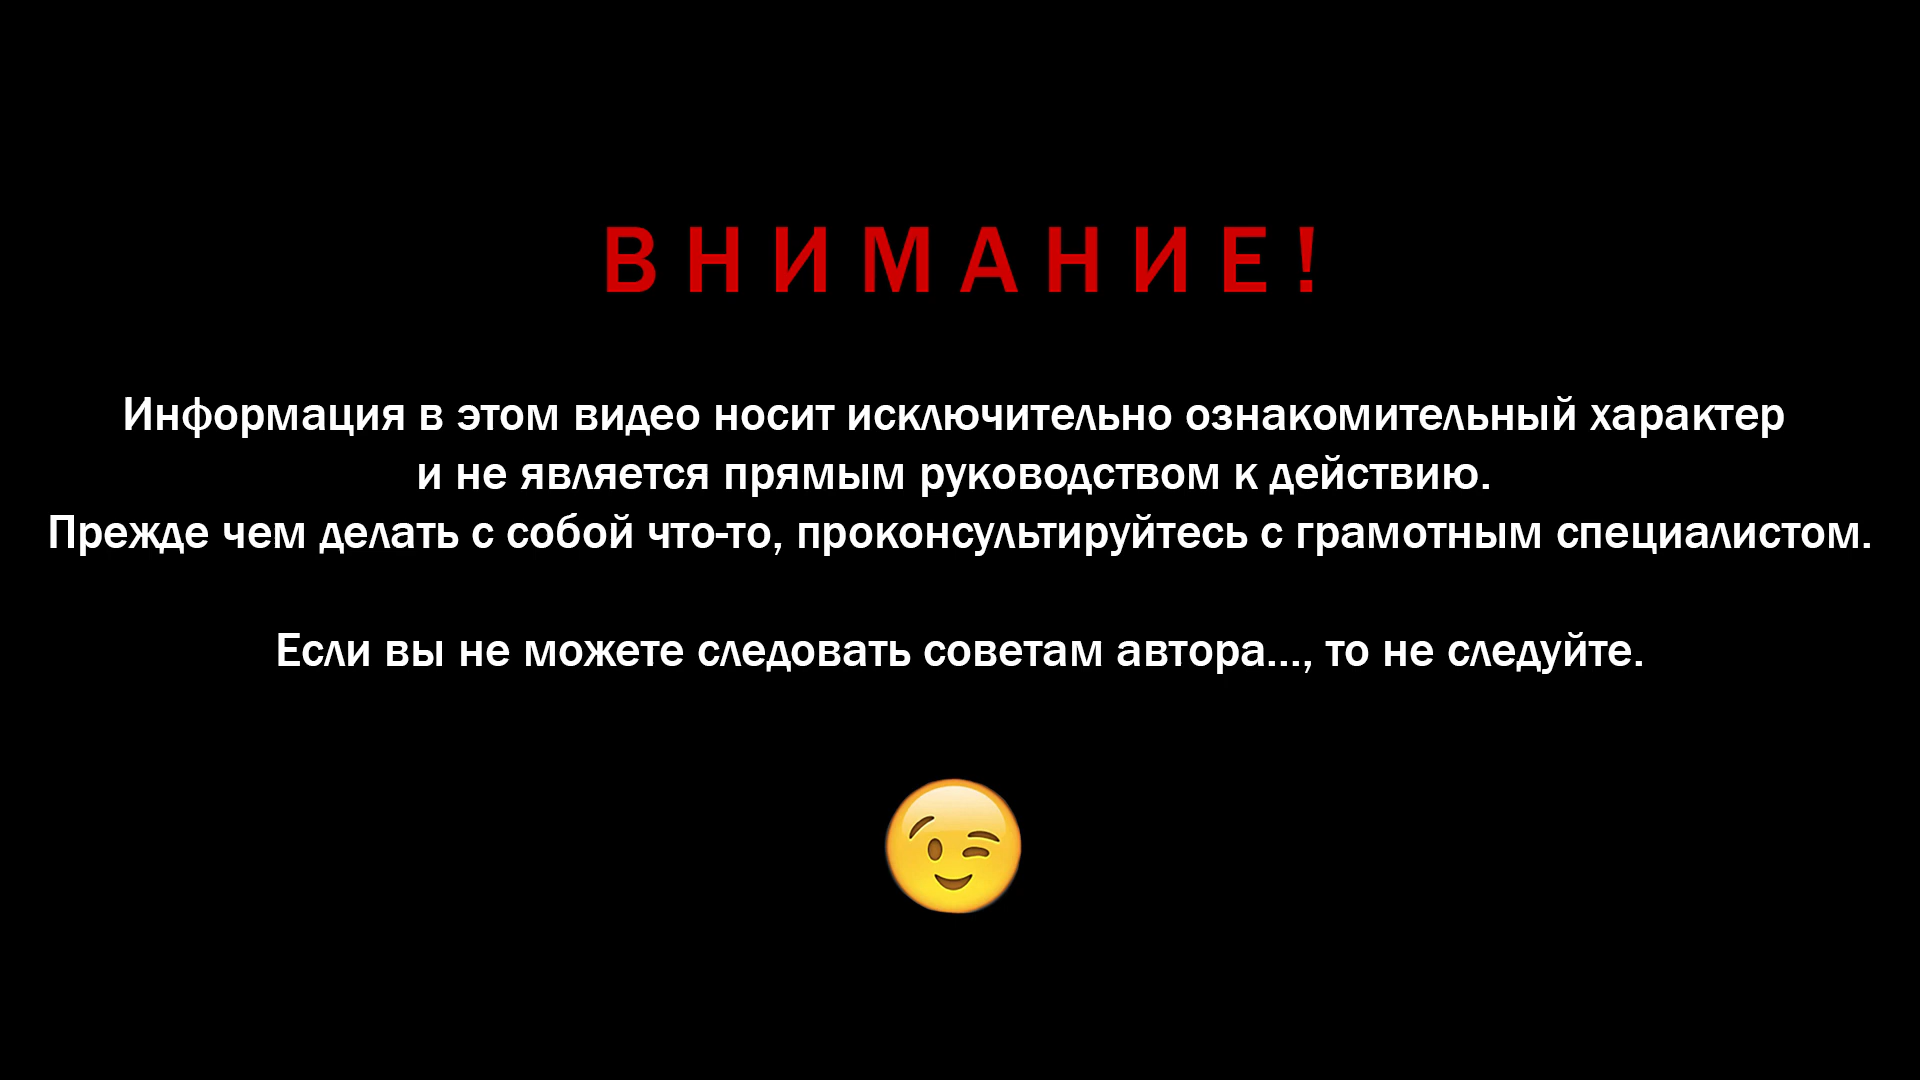 ВНИМАНИЕ!
Информация в этом видео носит исключительно ознакомительный характер
и не является прямым руководством к действию.
Прежде чем делать с собой что-то, проконсультируйтесь с грамотным специалистом.
Если вы не можете следовать советам автора..., то не следуйте.